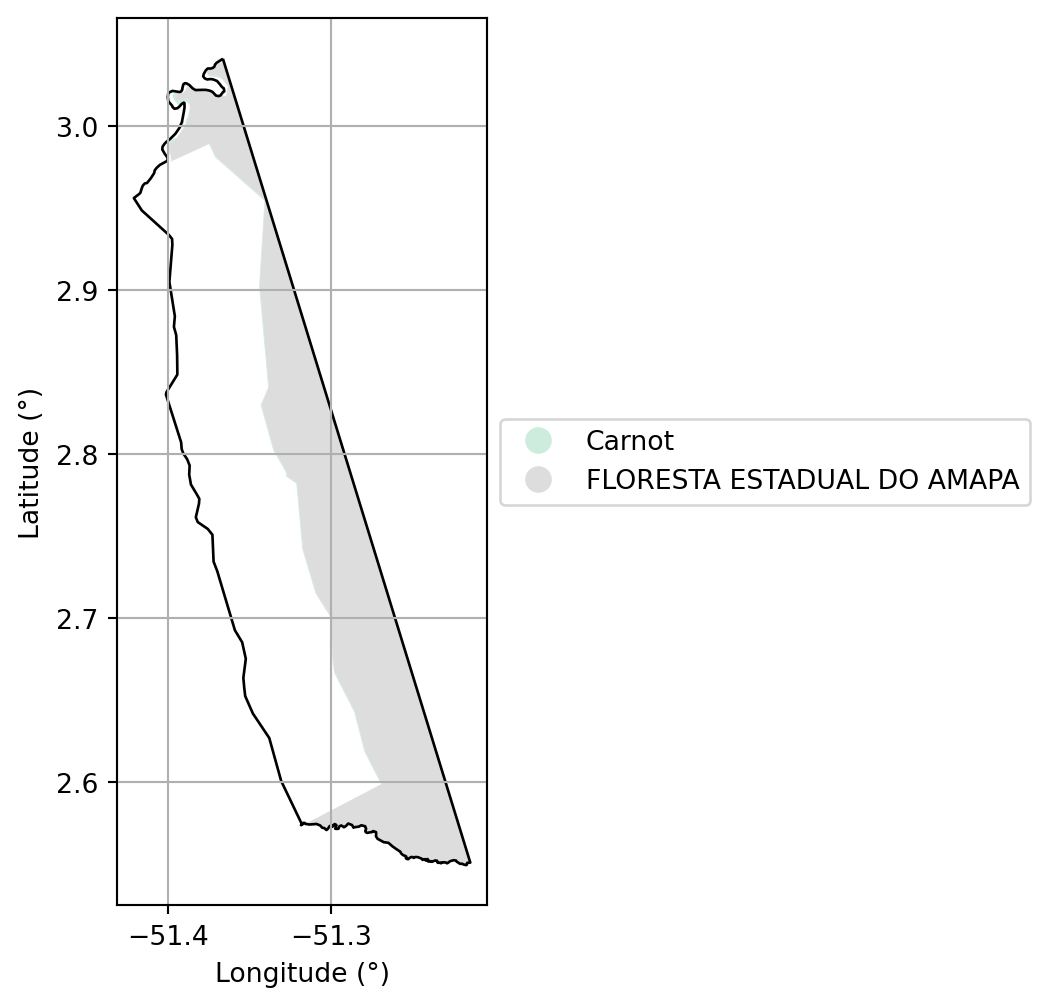 3.0
2.9
2.8
2.7
2.6
Latitude (°)
−51.4
−51.3
Longitude (°)
Carnot
FLORESTA ESTADUAL DO AMAPA